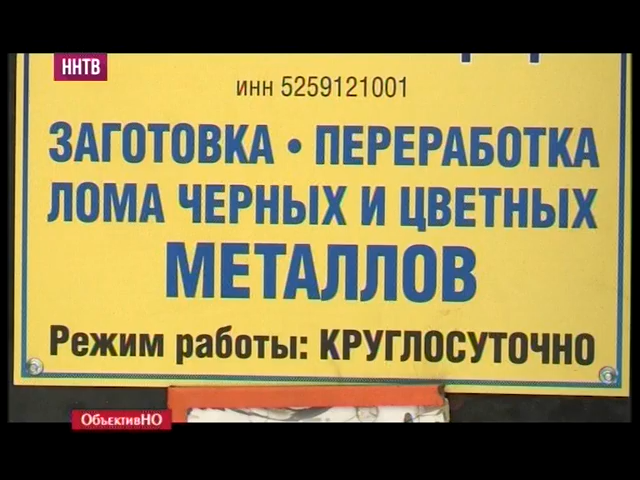 ННТВ
инн 5259121001
ЗАГОТОВКА • ПЕРЕРАБОТКА
ЛОМА ЧЕРНЫХ И ЦВЕТНЫХ
МЕТАЛЛОВ
Режим работы: КРУГЛОСУТОЧНО
ОбъективНО